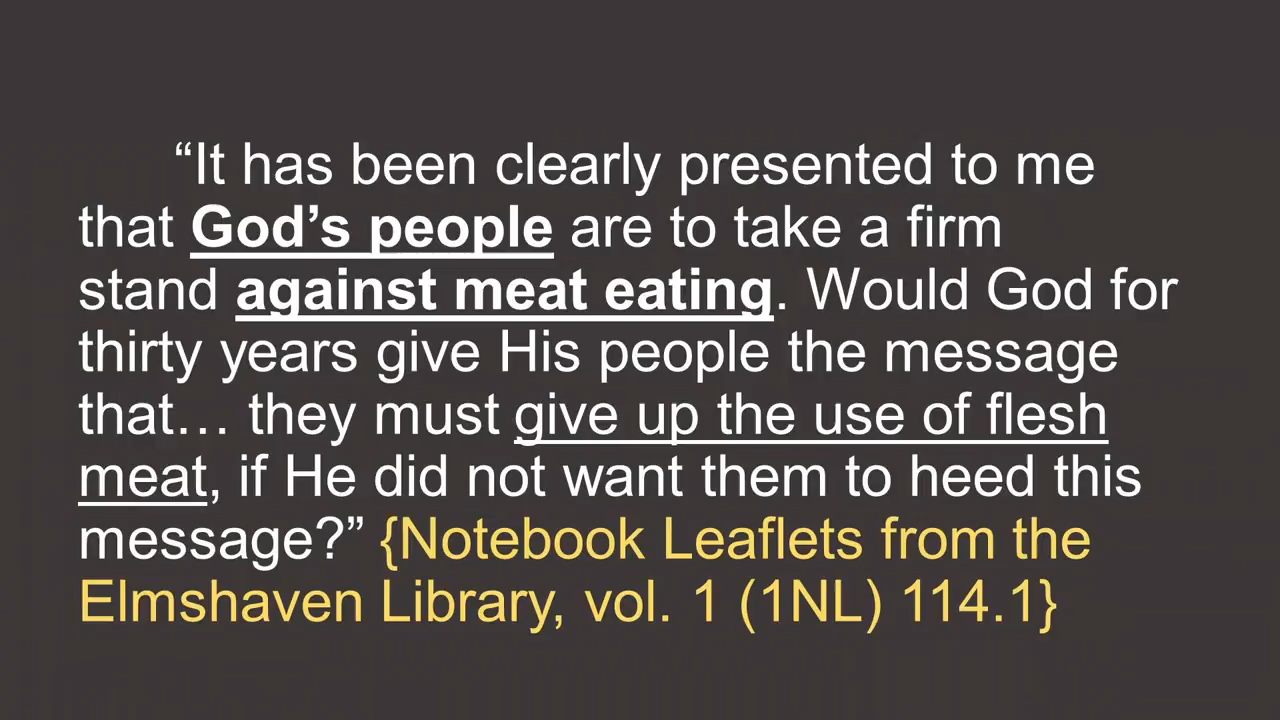 “It has been clearly presented to me
that God’s people are to take a firm
stand against meat eating. Would God for
thirty years give His people the message
that… they must give up the use of flesh
meat, if He did not want them to heed this
message?” {Notebook Leaflets from the
Elmshaven Library, vol. 1 (1NL) 114.1}